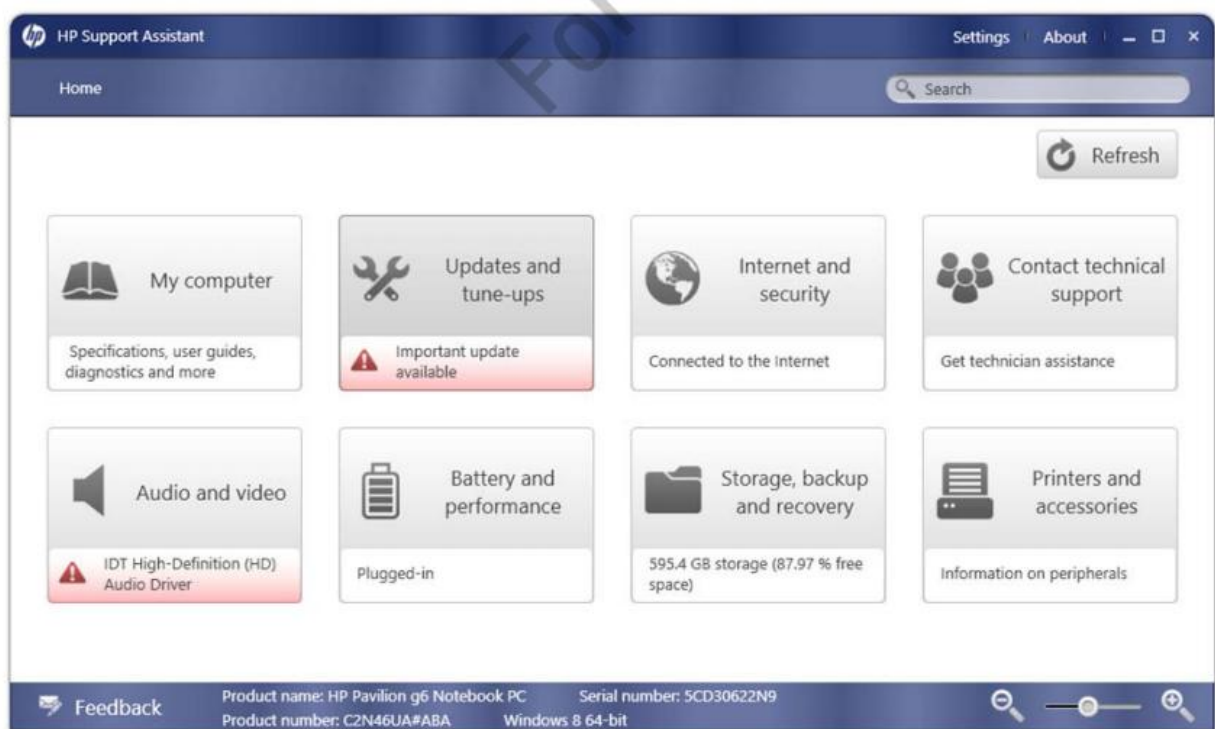 hp HP Support Assistant Settings About
Home Search
Refresh
My computer
Specifications, user guides,
diagnostics and more
Updates and
tune-ups
Important update
available
Internet and
security
Connected to the Internet
Contact technical
support
Get technician assistance
Audio and video
IDT High-Definition (HD)
Audio Driver
Battery and
performance
Plugged-in
Storage, backup
and recovery
595.4 GB storage (87.97 % free
space)
Printers and
accessories
Information on peripherals
Feedback
Product name: HP Pavilion g6 Notebook PC Serial number: 5CD30622N9
Product number: C2N46UA#ABA Windows 8 64-bit
For